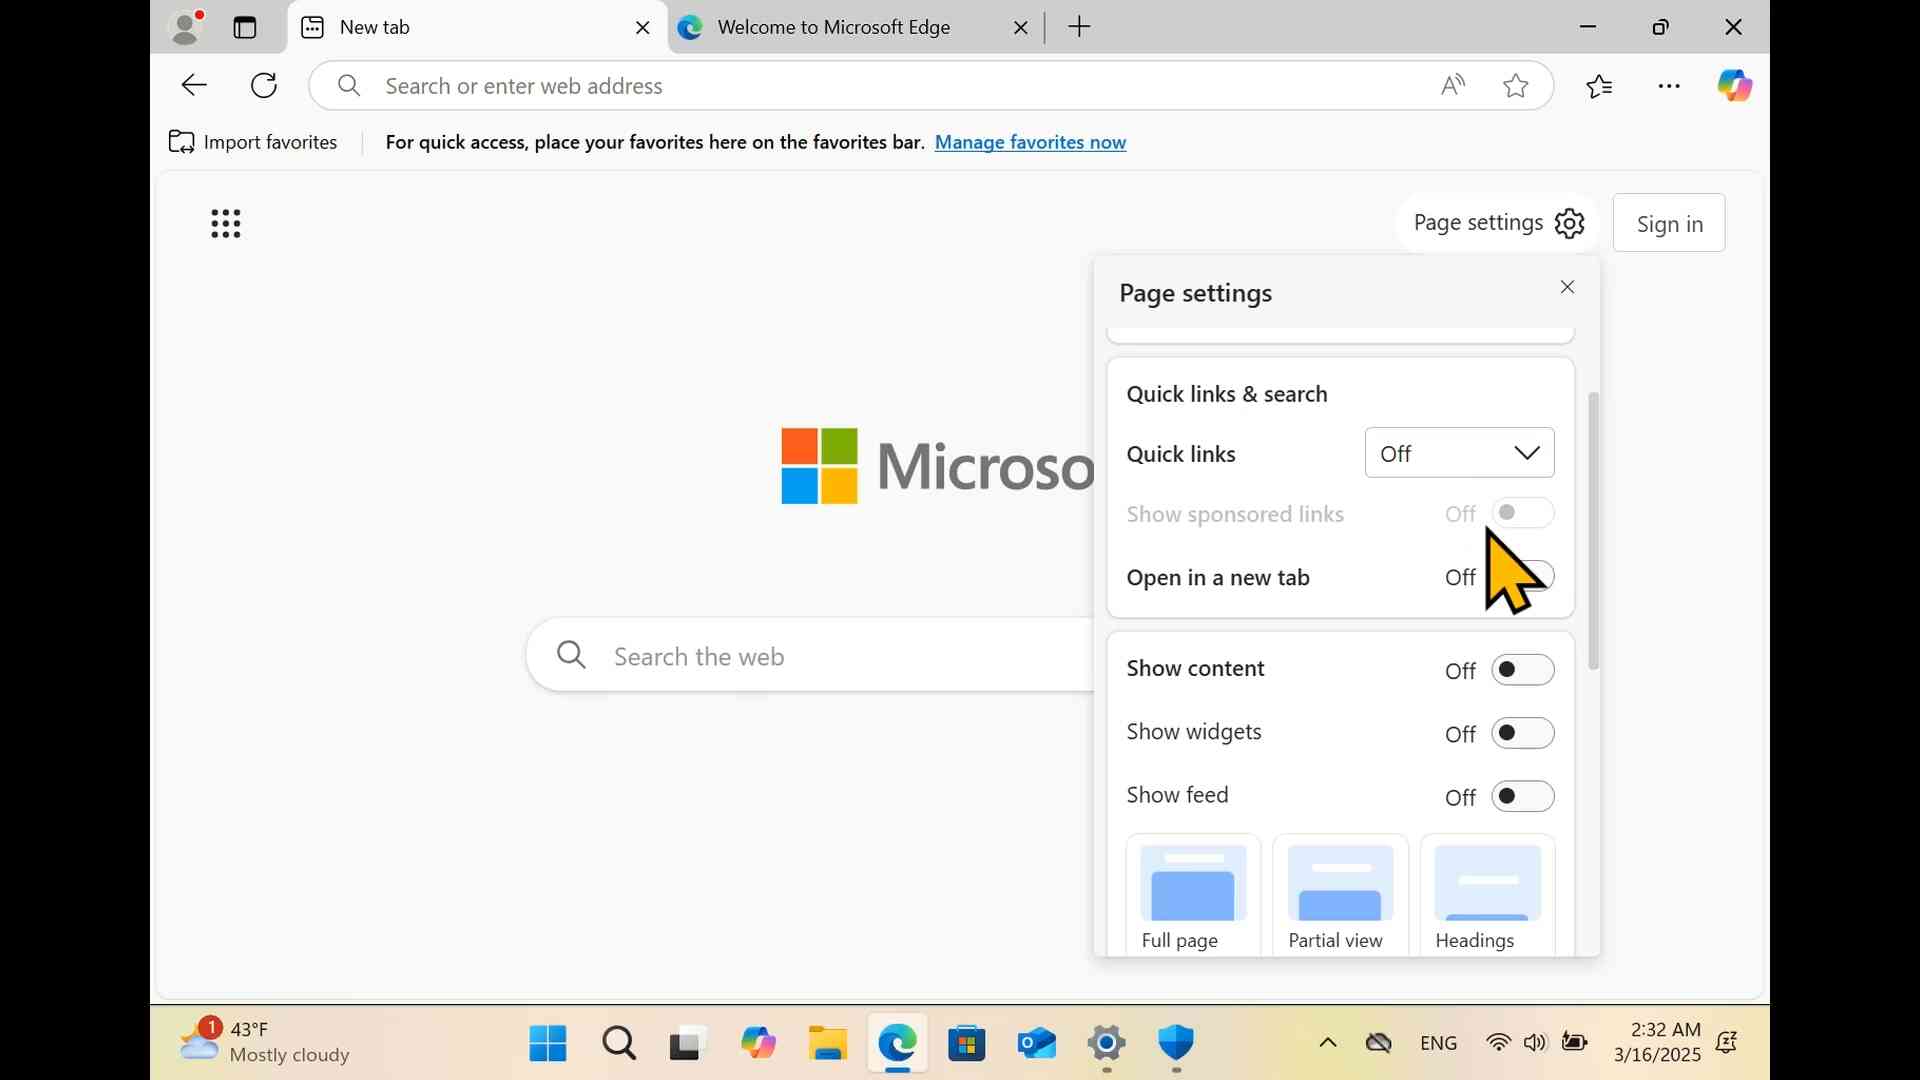 New tab
Welcome to Microsoft Edge
Search or enter web address
Import favorites
For quick access, place your favorites here on the favorites bar. Manage favorites now
Page settings
Sign in
Page settings
Quick links & search
Quick links
Off
Show sponsored links
Off
Open in a new tab
Off
Microso
Search the web
Show content
Off
Show widgets
Off
Show feed
Off
Full page
Partial view
Headings
1
43°F
Mostly cloudy
ENG
2:32 AM
3/16/2025